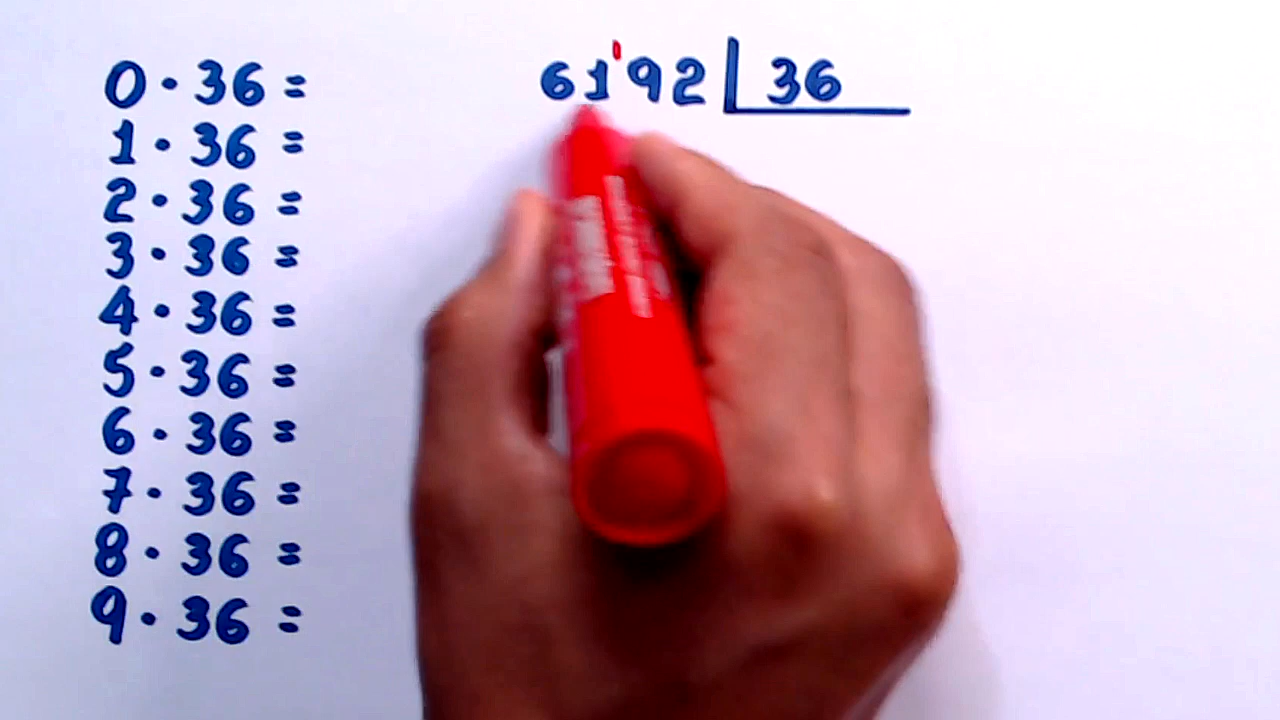 0 · 36 =
1 · 36 =
2 · 36 =
3 · 36 =
4 · 36 =
5 · 36 =
6 · 36 =
7 · 36 =
8 · 36 =
9 · 36 =
61'92 | 36